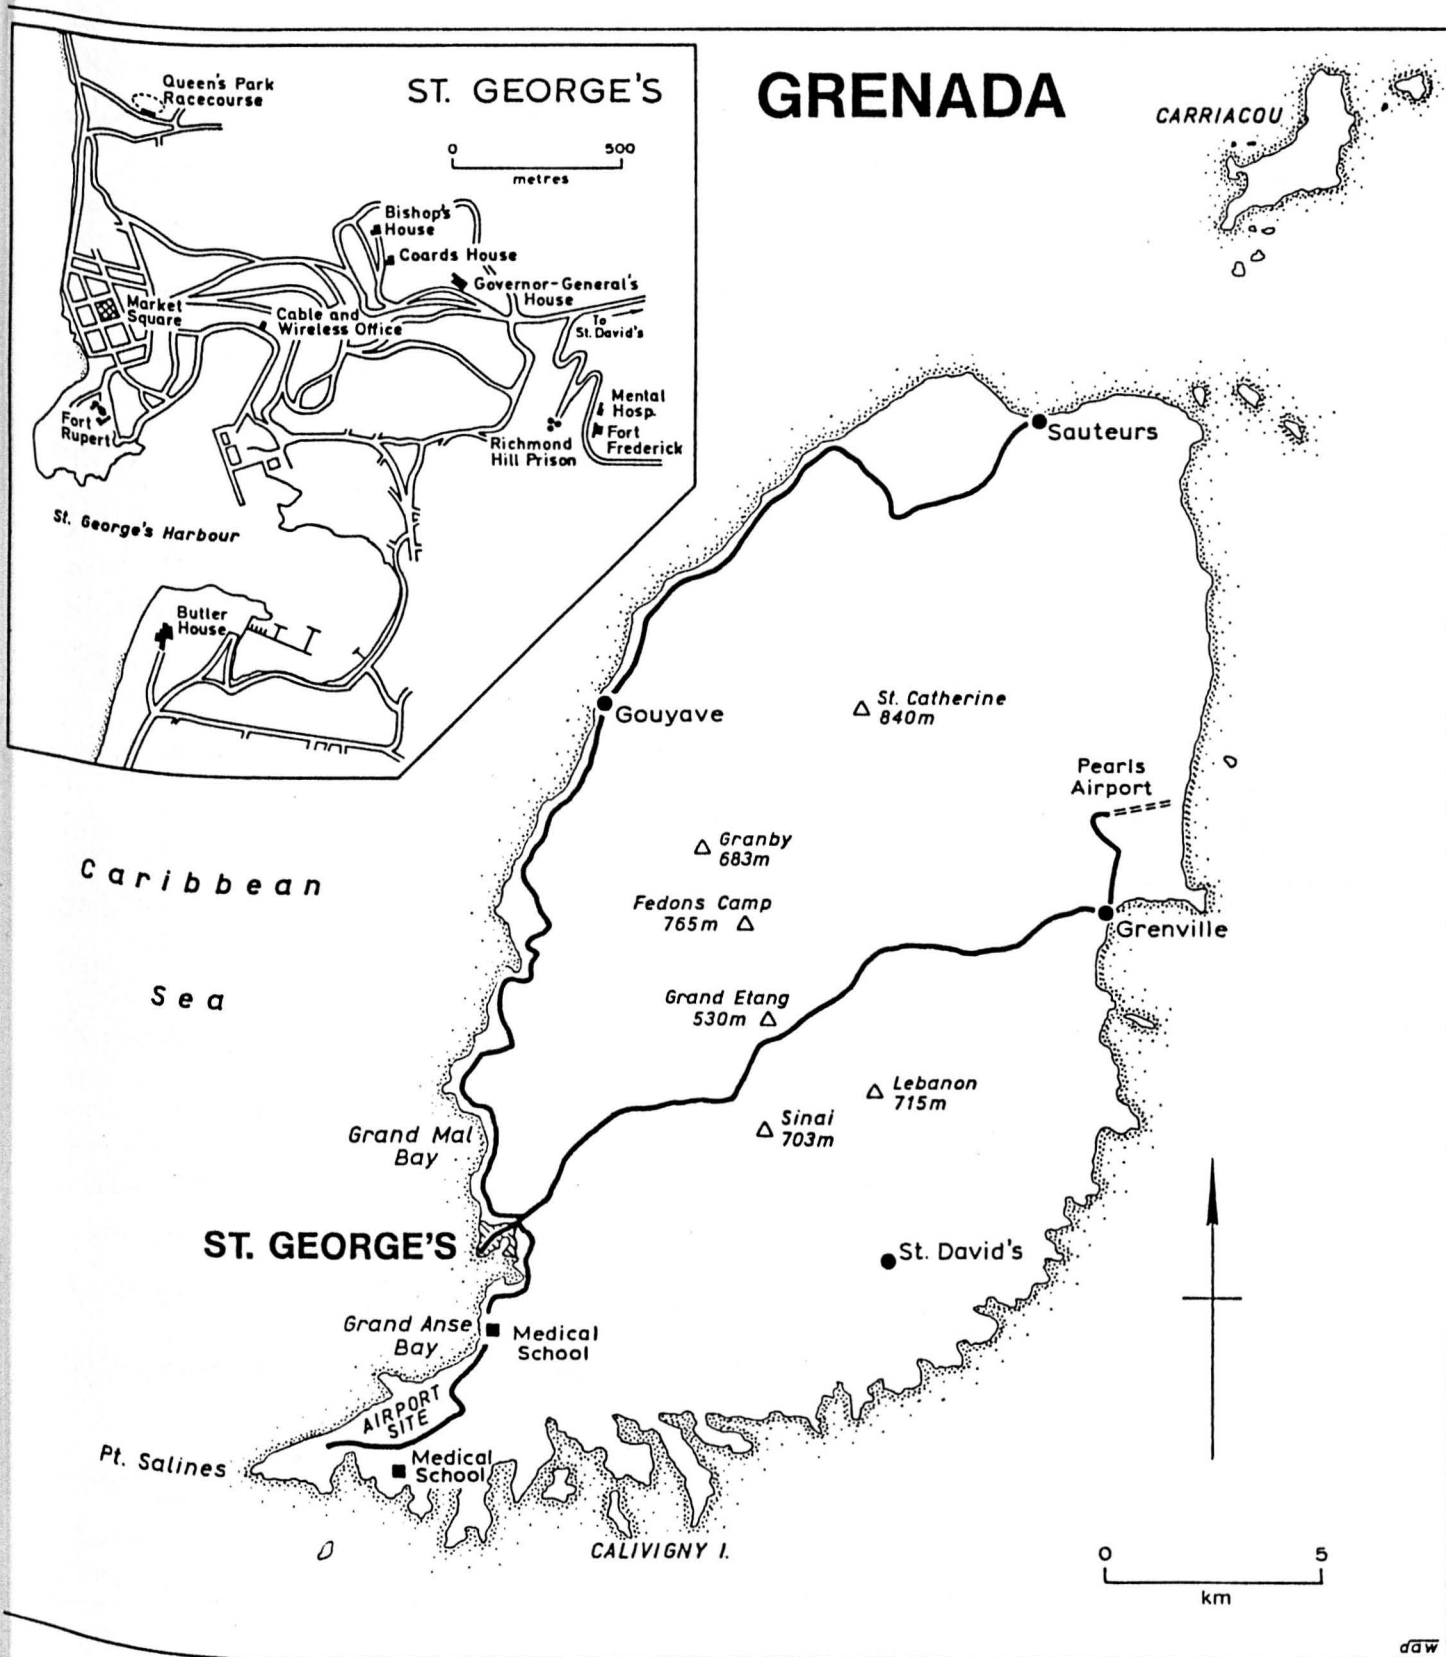 GRENADA
ST. GEORGE'S
0 500
metres
Queen's Park
Racecourse
Bishop's
House
Coards House
Governor-General's
House
Market
Square
Cable and
Wireless Office
To
St. David's
Mental
Hosp.
Fort
Frederick
Fort
Rupert
Richmond
Hill Prison
St. George's Harbour
Butler
House
CARRIACOU
Sauteurs
Gouyave
St. Catherine
840m
Pearls
Airport
Granby
683m
Caribbean
Sea
Fedons Camp
765m
Grenville
Grand Etang
530m
Lebanon
715m
Sinai
703m
Grand Mal
Bay
ST. GEORGE'S
St. David's
Grand Anse
Bay
Medical
School
AIRPORT
SITE
Pt. Salines
Medical
School
CALIVIGNY I.
0 5
km
daw